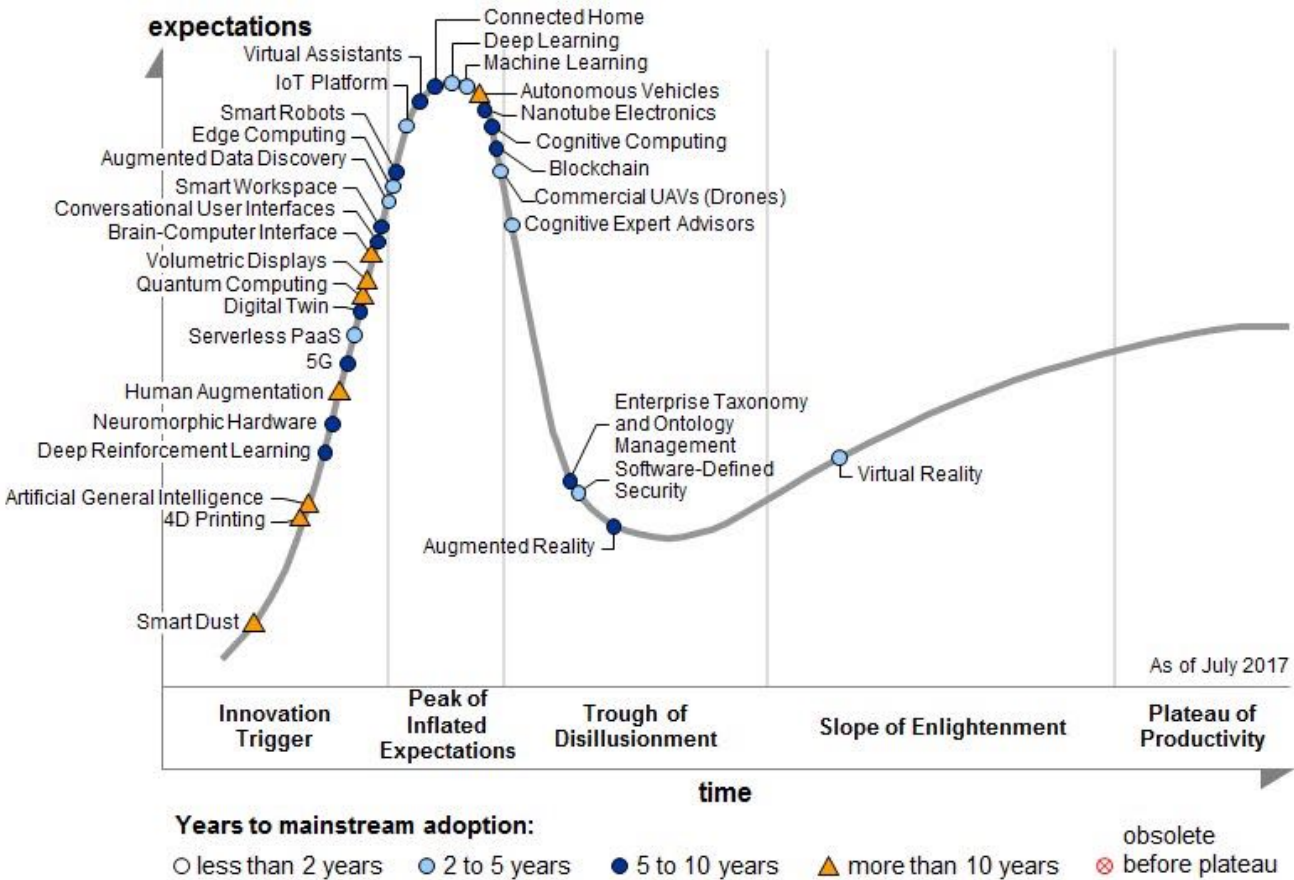 expectations
Connected Home
Deep Learning
Virtual Assistants
Machine Learning
IoT Platform
Autonomous Vehicles
Smart Robots
Nanotube Electronics
Edge Computing
Cognitive Computing
Augmented Data Discovery
Blockchain
Smart Workspace
Commercial UAVs (Drones)
Conversational User Interfaces
Cognitive Expert Advisors
Brain-Computer Interface
Volumetric Displays
Quantum Computing
Digital Twin
Serverless PaaS
5G
Human Augmentation
Neuromorphic Hardware
Deep Reinforcement Learning
Artificial General Intelligence
4D Printing
Smart Dust
Enterprise Taxonomy
and Ontology
Management
Software-Defined
Security
Augmented Reality
Virtual Reality
As of July 2017
Innovation
Trigger
Peak of
Inflated
Expectations
Trough of
Disillusionment
Slope of Enlightenment
Plateau of
Productivity
time
Years to mainstream adoption:
less than 2 years
2 to 5 years
5 to 10 years
more than 10 years
obsolete
before plateau